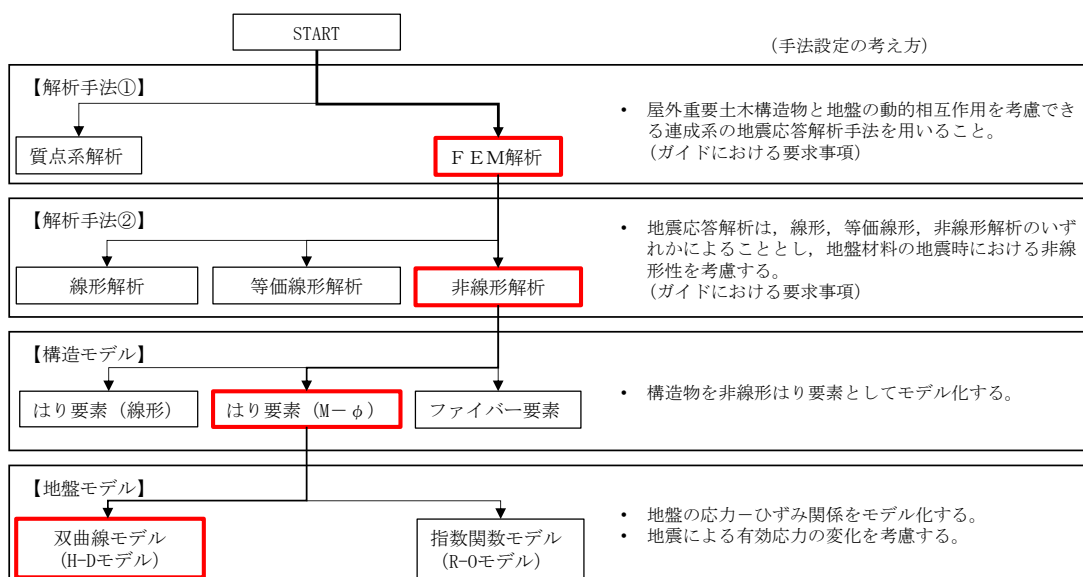 START
(手法設定の考え方)
【解析手法①】
質点系解析
ＦＥＭ解析
• 屋外重要土木構造物と地盤の動的相互作用を考慮でき
る連成系の地震応答解析手法を用いること。
(ガイドにおける要求事項)
【解析手法②】
線形解析
等価線形解析
非線形解析
• 地震応答解析は，線形，等価線形，非線形解析のいず
れかによることとし，地盤材料の地震時における非線
形性を考慮する。
(ガイドにおける要求事項)
【構造モデル】
はり要素（線形）
はり要素（M－φ）
ファイバー要素
• 構造物を非線形はり要素としてモデル化する。
【地盤モデル】
双曲線モデル
(H-Dモデル)
指数関数モデル
(R-Oモデル)
• 地盤の応力－ひずみ関係をモデル化する。
• 地震による有効応力の変化を考慮する。